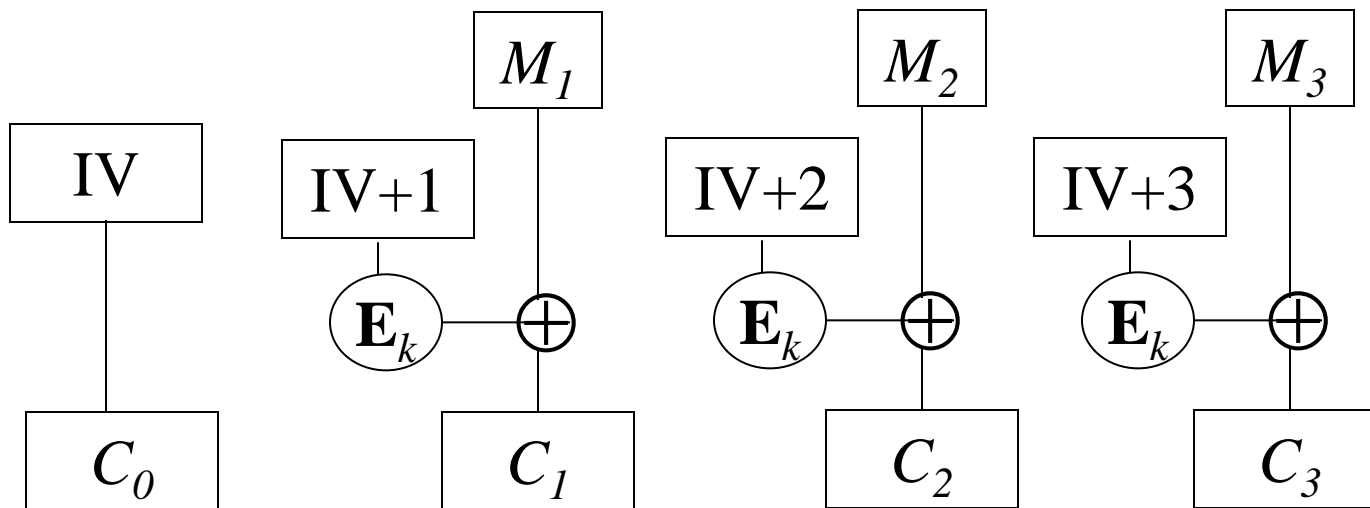 M₁ M₂ M₃
IV IV+1 IV+2 IV+3
Eₖ ⊕ Eₖ ⊕ Eₖ ⊕
C₀ C₁ C₂ C₃